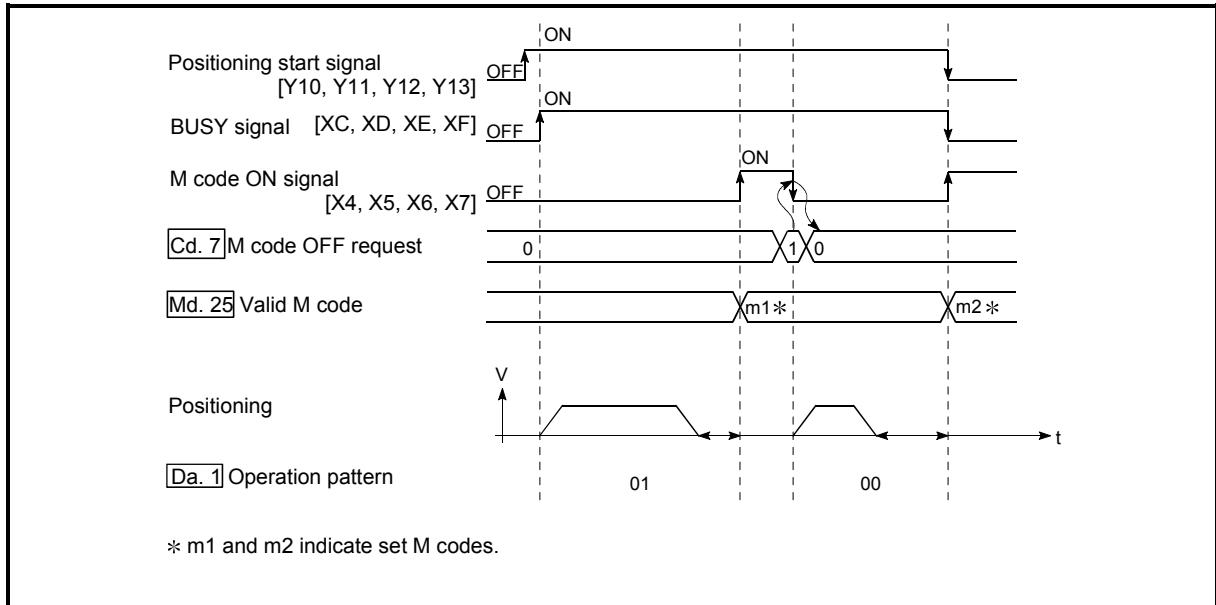 ON
Positioning start signal
[Y10, Y11, Y12, Y13]
OFF
ON
BUSY signal [XC, XD, XE, XF]
OFF
ON
M code ON signal
[X4, X5, X6, X7]
OFF
Cd. 7 M code OFF request
0 1 0
Md. 25 Valid M code
m1* m2*
V
Positioning
t
Da. 1 Operation pattern
01 00
* m1 and m2 indicate set M codes.